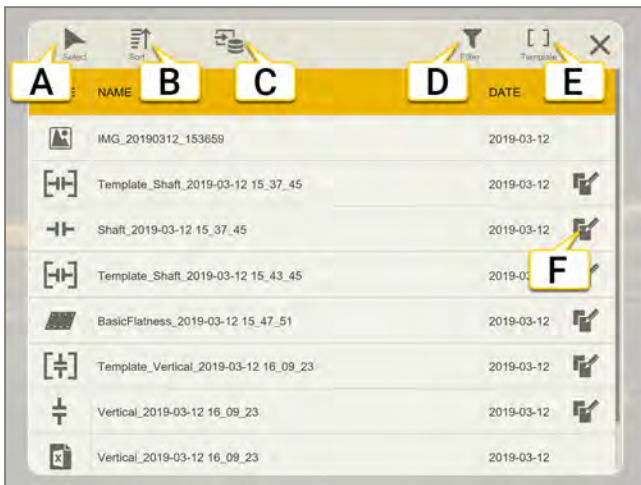 Select Sort Filter Template
A B C D E
NAME DATE
IMG_20190312_153659 2019-03-12
Template_Shaft_2019-03-12 15_37_45 2019-03-12
Shaft_2019-03-12 15_37_45 2019-03-12
F
Template_Shaft_2019-03-12 15_43_45
BasicFlatness_2019-03-12 15_47_51 2019-03-12
Template_Vertical_2019-03-12 16_09_23 2019-03-12
Vertical_2019-03-12 16_09_23 2019-03-12
Vertical_2019-03-12 16_09_23 2019-03-12